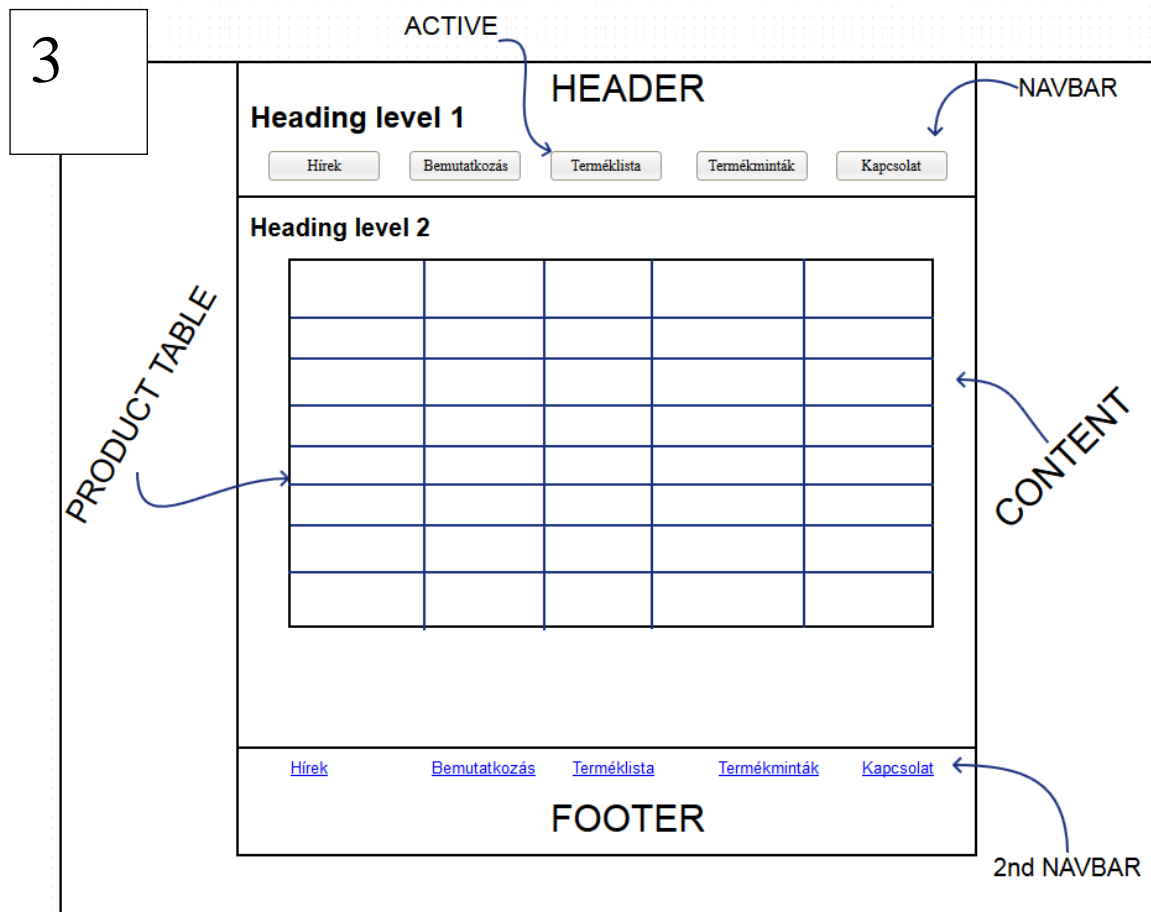 3
ACTIVE
HEADER
NAVBAR
Heading level 1
Hírek Bemutatkozás Terméklista Termékminták Kapcsolat
Heading level 2
PRODUCT TABLE
CONTENT
Hírek Bemutatkozás Terméklista Termékminták Kapcsolat
FOOTER
2nd NAVBAR